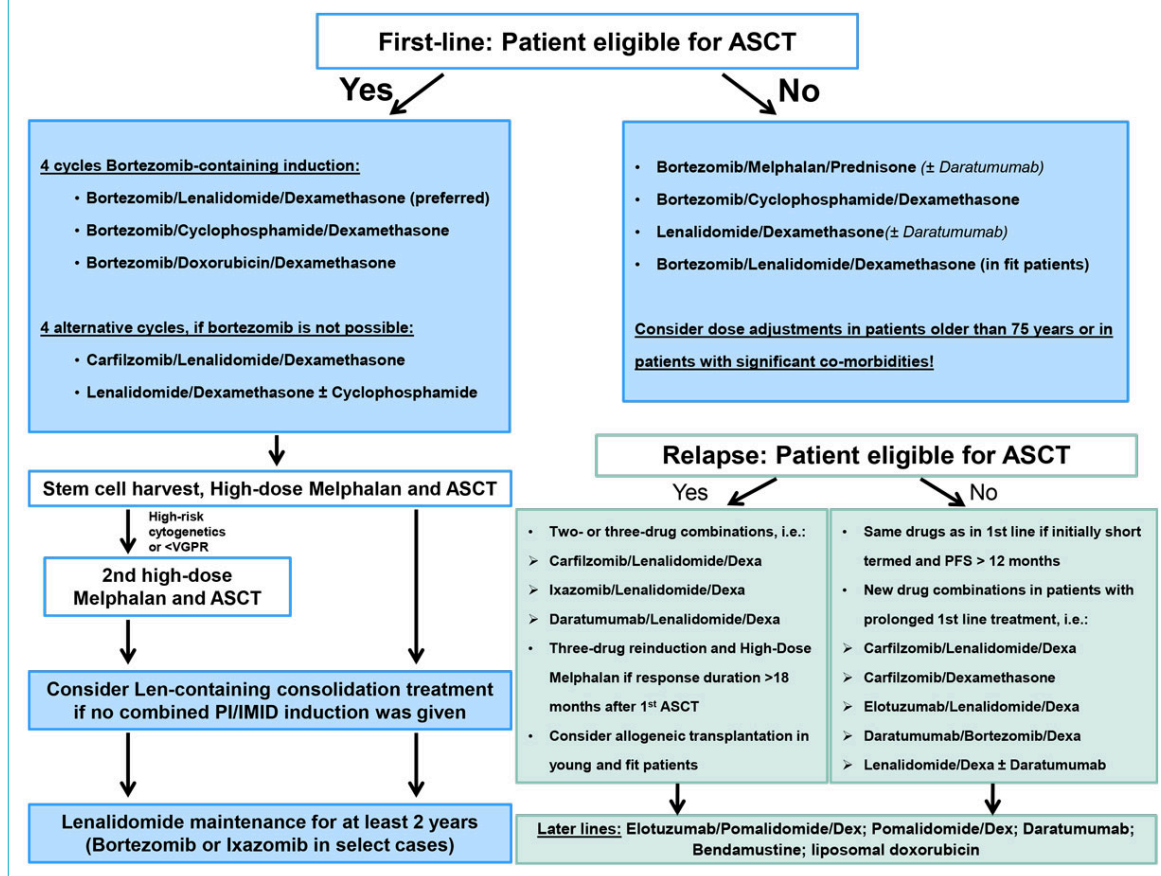 First-line: Patient eligible for ASCT
Yes
No
4 cycles Bortezomib-containing induction:
• Bortezomib/Lenalidomide/Dexamethasone (preferred)
• Bortezomib/Cyclophosphamide/Dexamethasone
• Bortezomib/Doxorubicin/Dexamethasone
4 alternative cycles, if bortezomib is not possible:
• Carfilzomib/Lenalidomide/Dexamethasone
• Lenalidomide/Dexamethasone ± Cyclophosphamide
• Bortezomib/Melphalan/Prednisone (± Daratumumab)
• Bortezomib/Cyclophosphamide/Dexamethasone
• Lenalidomide/Dexamethasone(± Daratumumab)
• Bortezomib/Lenalidomide/Dexamethasone (in fit patients)
Consider dose adjustments in patients older than 75 years or in
patients with significant co-morbidities!
Stem cell harvest, High-dose Melphalan and ASCT
High-risk
cytogenetics
or <VGPR
2nd high-dose
Melphalan and ASCT
Consider Len-containing consolidation treatment
if no combined PI/IMID induction was given
Lenalidomide maintenance for at least 2 years
(Bortezomib or Ixazomib in select cases)
Relapse: Patient eligible for ASCT
Yes
No
• Two- or three-drug combinations, i.e.:
➢ Carfilzomib/Lenalidomide/Dexa
➢ Ixazomib/Lenalidomide/Dexa
➢ Daratumumab/Lenalidomide/Dexa
• Three-drug reinduction and High-Dose
Melphalan if response duration >18
months after 1st ASCT
• Consider allogeneic transplantation in
young and fit patients
• Same drugs as in 1st line if initially short
termed and PFS > 12 months
• New drug combinations in patients with
prolonged 1st line treatment, i.e.:
➢ Carfilzomib/Lenalidomide/Dexa
➢ Carfilzomib/Dexamethasone
➢ Elotuzumab/Lenalidomide/Dexa
➢ Daratumumab/Bortezomib/Dexa
➢ Lenalidomide/Dexa ± Daratumumab
Later lines: Elotuzumab/Pomalidomide/Dex; Pomalidomide/Dex; Daratumumab;
Bendamustine; liposomal doxorubicin